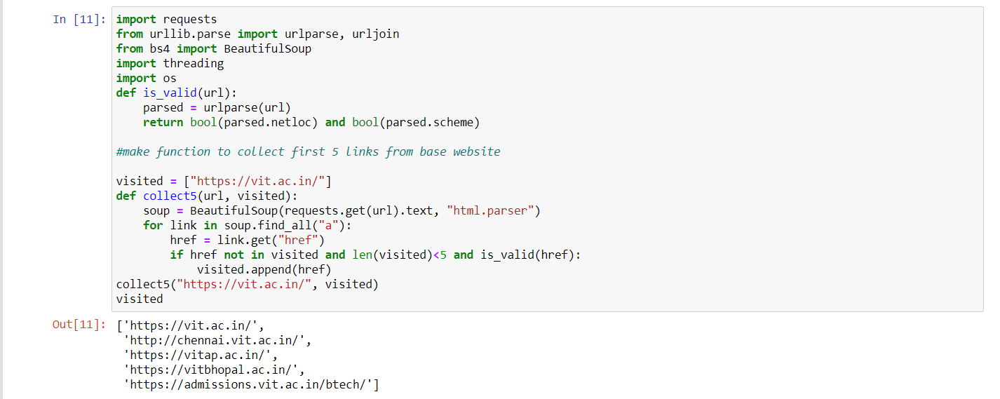 In [11]: import requests
from urllib.parse import urlparse, urljoin
from bs4 import BeautifulSoup
import threading
import os
def is_valid(url):
    parsed = urlparse(url)
    return bool(parsed.netloc) and bool(parsed.scheme)

#make function to collect first 5 links from base website

visited = ["https://vit.ac.in/"]
def collect5(url, visited):
    soup = BeautifulSoup(requests.get(url).text, "html.parser")
    for link in soup.find_all("a"):
        href = link.get("href")
        if href not in visited and len(visited)<5 and is_valid(href):
            visited.append(href)
collect5("https://vit.ac.in/", visited)
visited
Out[11]: ['https://vit.ac.in/',
 'http://chennai.vit.ac.in/',
 'https://vitap.ac.in/',
 'https://vitbhopal.ac.in/',
 'https://admissions.vit.ac.in/btech/']